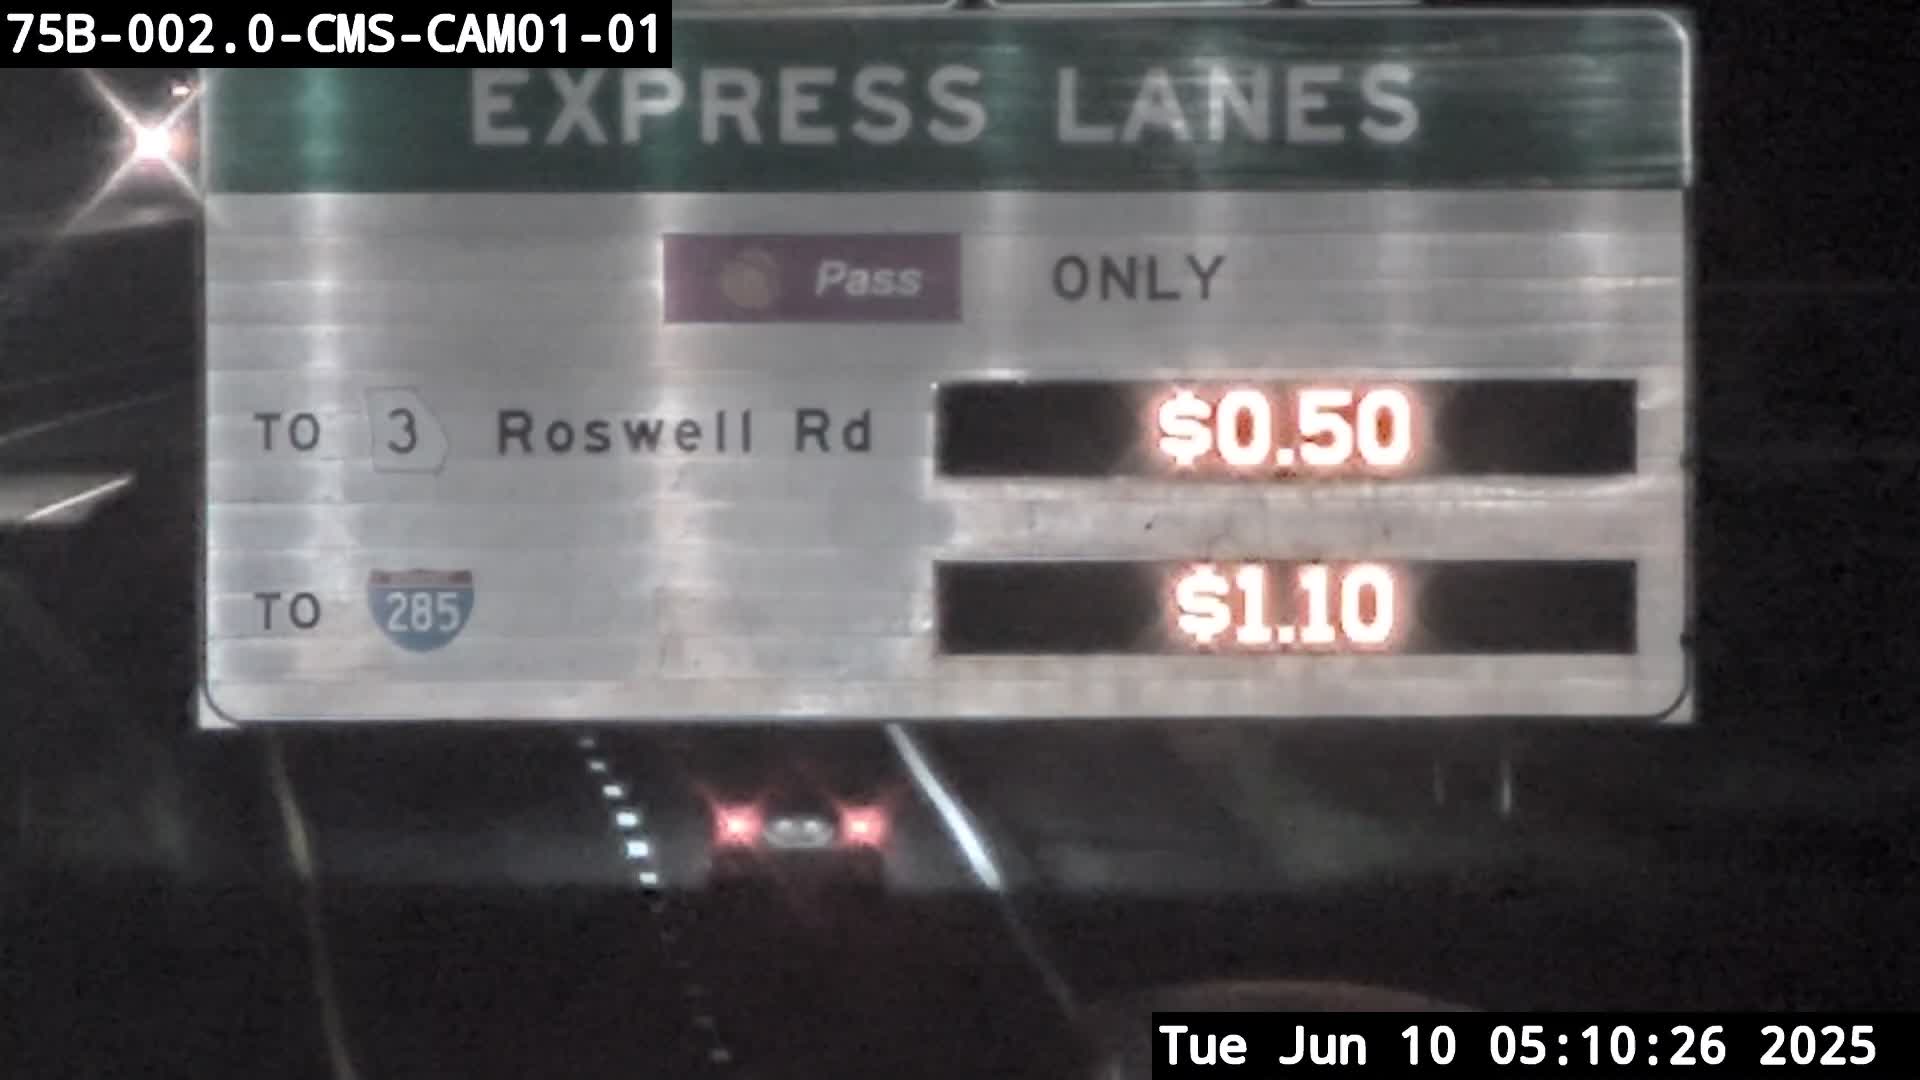 75B-002.0-CMS-CAM01-01
EXPRESS LANES
Pass ONLY
TO 3 Roswell Rd $0.50
TO 285 $1.10
Tue Jun 10 05:10:26 2025